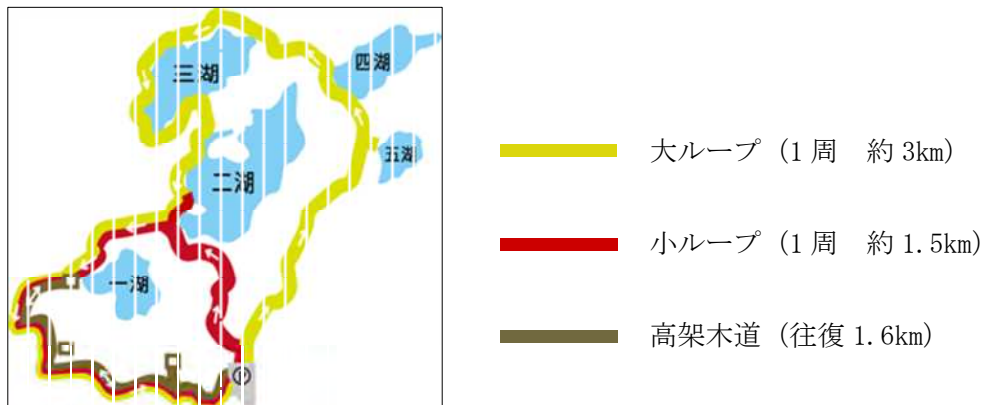 四湖
三湖
五湖
二湖
一湖
P
大ループ（1周　約3km）
小ループ（1周　約1.5km）
高架木道（往復1.6km）